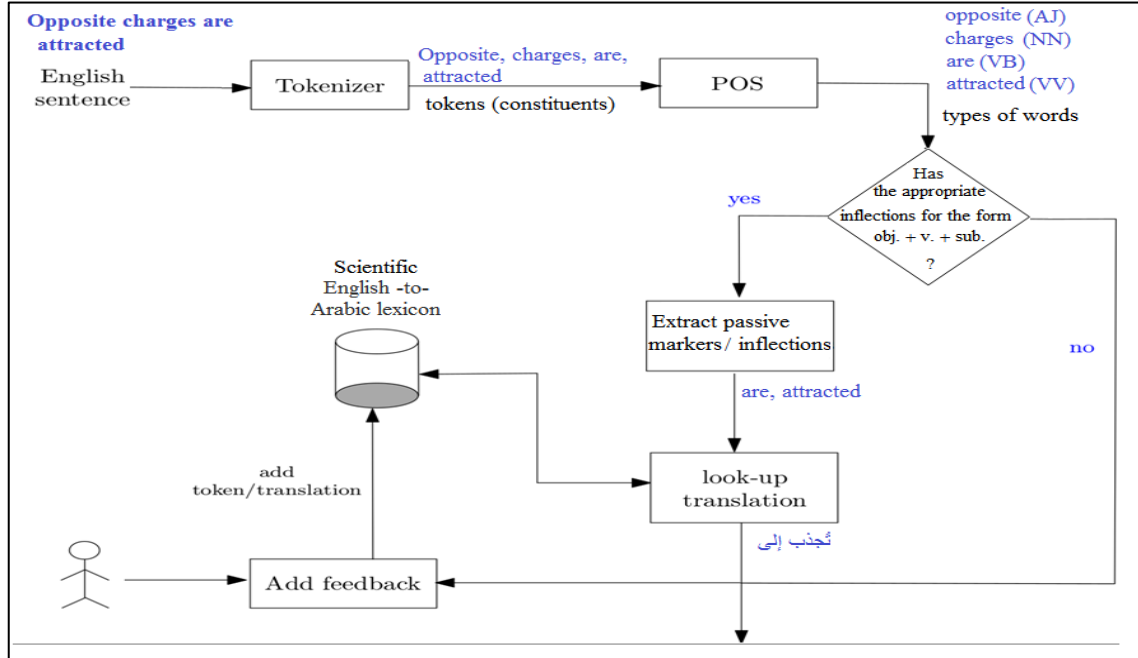 Opposite charges are
attracted
English
sentence
Tokenizer
Opposite, charges, are,
attracted
tokens (constituents)
POS
opposite (AJ)
charges (NN)
are (VB)
attracted (VV)
types of words
Has
the appropriate
inflections for the form
obj. + v. + sub.
?
yes
no
Extract passive
markers/ inflections
are, attracted
Scientific
English -to-
Arabic lexicon
look-up
translation
تُجذب إلى
add
token/translation
Add feedback